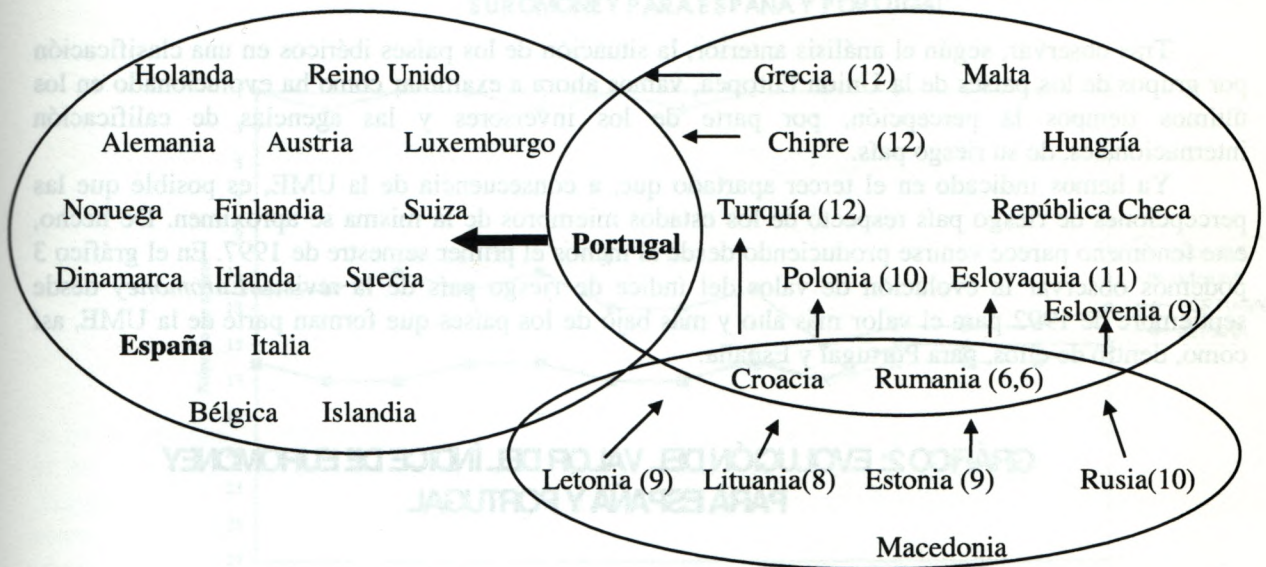 Holanda Reino Unido Grecia (12) Malta
Alemania Austria Luxemburgo Chipre (12) Hungría
Noruega Finlandia Suiza Turquía (12) República Checa
Portugal
Dinamarca Irlanda Suecia Polonia (10) Eslovaquia (11)
Eslovenia (9)
España Italia
Croacia Rumania (6,6)
Bélgica Islandia
Letonia (9) Lituania(8) Estonia (9) Rusia(10)
Macedonia